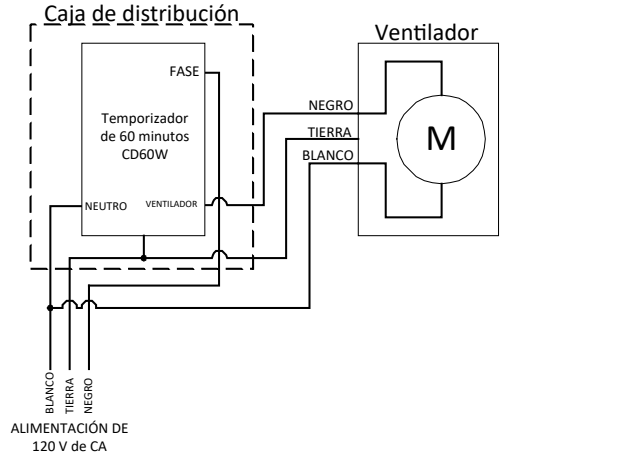 Caja de distribución
Ventilador
FASE
Temporizador
de 60 minutos
CD60W
NEUTRO
VENTILADOR
NEGRO
TIERRA
BLANCO
M
BLANCO
TIERRA
NEGRO
ALIMENTACIÓN DE
120 V de CA